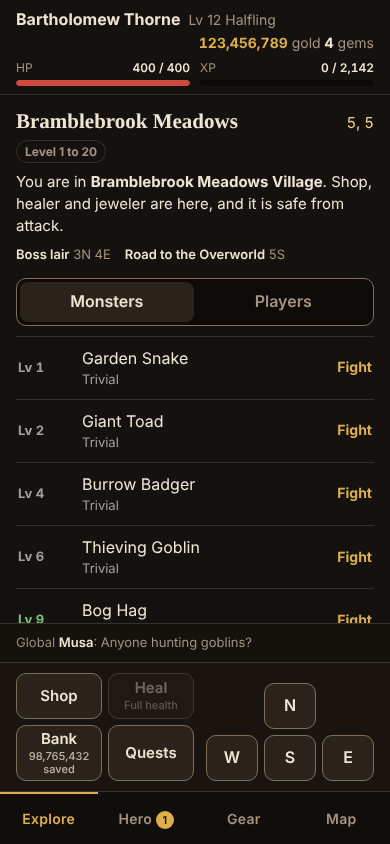 Bartholomew Thorne Lv 12 Halfling
123,456,789 gold 4 gems
HP 400 / 400 XP 0 / 2,142
Bramblebrook Meadows 5, 5
Level 1 to 20
You are in Bramblebrook Meadows Village. Shop,
healer and jeweler are here, and it is safe from
attack.
Boss lair 3N 4E Road to the Overworld 5S
Monsters Players
Lv 1 Garden Snake Fight
Trivial
Lv 2 Giant Toad Fight
Trivial
Lv 4 Burrow Badger Fight
Trivial
Lv 6 Thieving Goblin Fight
Trivial
Lv 9 Bog Hag Fight
Global Musa: Anyone hunting goblins?
Shop Heal
Full health
N
Bank
98,765,432
saved
Quests
W S E
Explore Hero 1 Gear Map